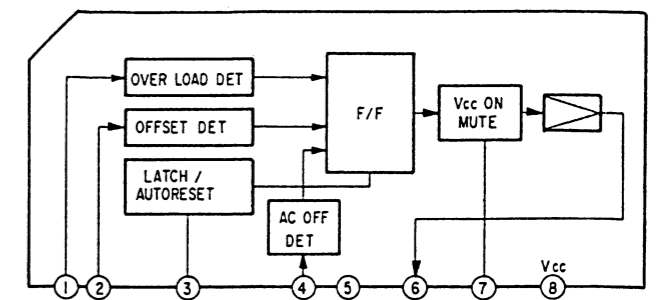 OVER LOAD DET
OFFSET DET
LATCH /
AUTORESET
AC OFF
DET
F/F
Vcc ON
MUTE
Vcc
1 2 3 4 5 6 7 8